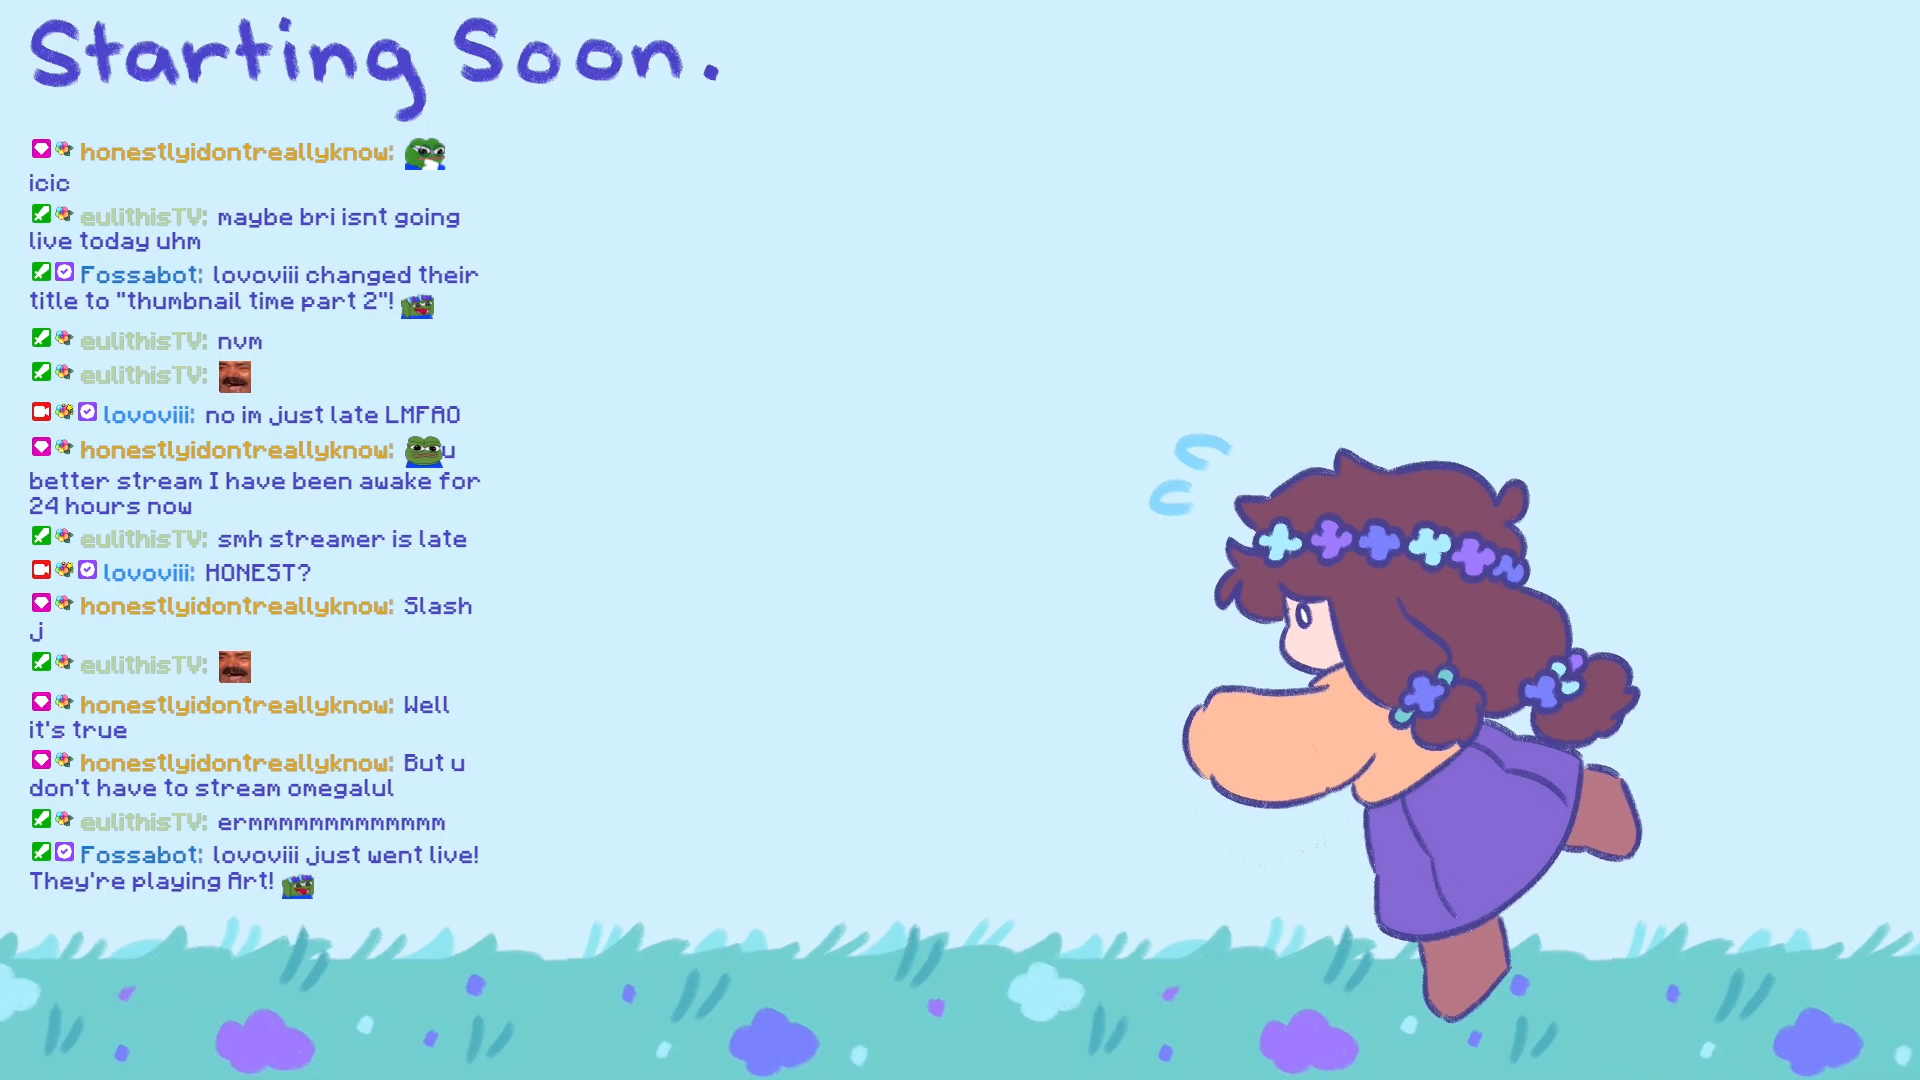 Starting Soon.
honestlyidontreallyknow:
icic
eulithisTV: maybe bri isnt going
live today uhm
Fossabot: lovoviii changed their
title to "thumbnail time part 2"!
eulithisTV: nvm
eulithisTV:
lovoviii: no im just late LMFAO
honestlyidontreallyknow: u
better stream I have been awake for
24 hours now
eulithisTV: smh streamer is late
lovoviii: HONEST?
honestlyidontreallyknow: Slash
j
eulithisTV:
honestlyidontreallyknow: Well
it's true
honestlyidontreallyknow: But u
don't have to stream omegalul
eulithisTV: ermmmmmmmmmmmmm
Fossabot: lovoviii just went live!
They're playing Art!